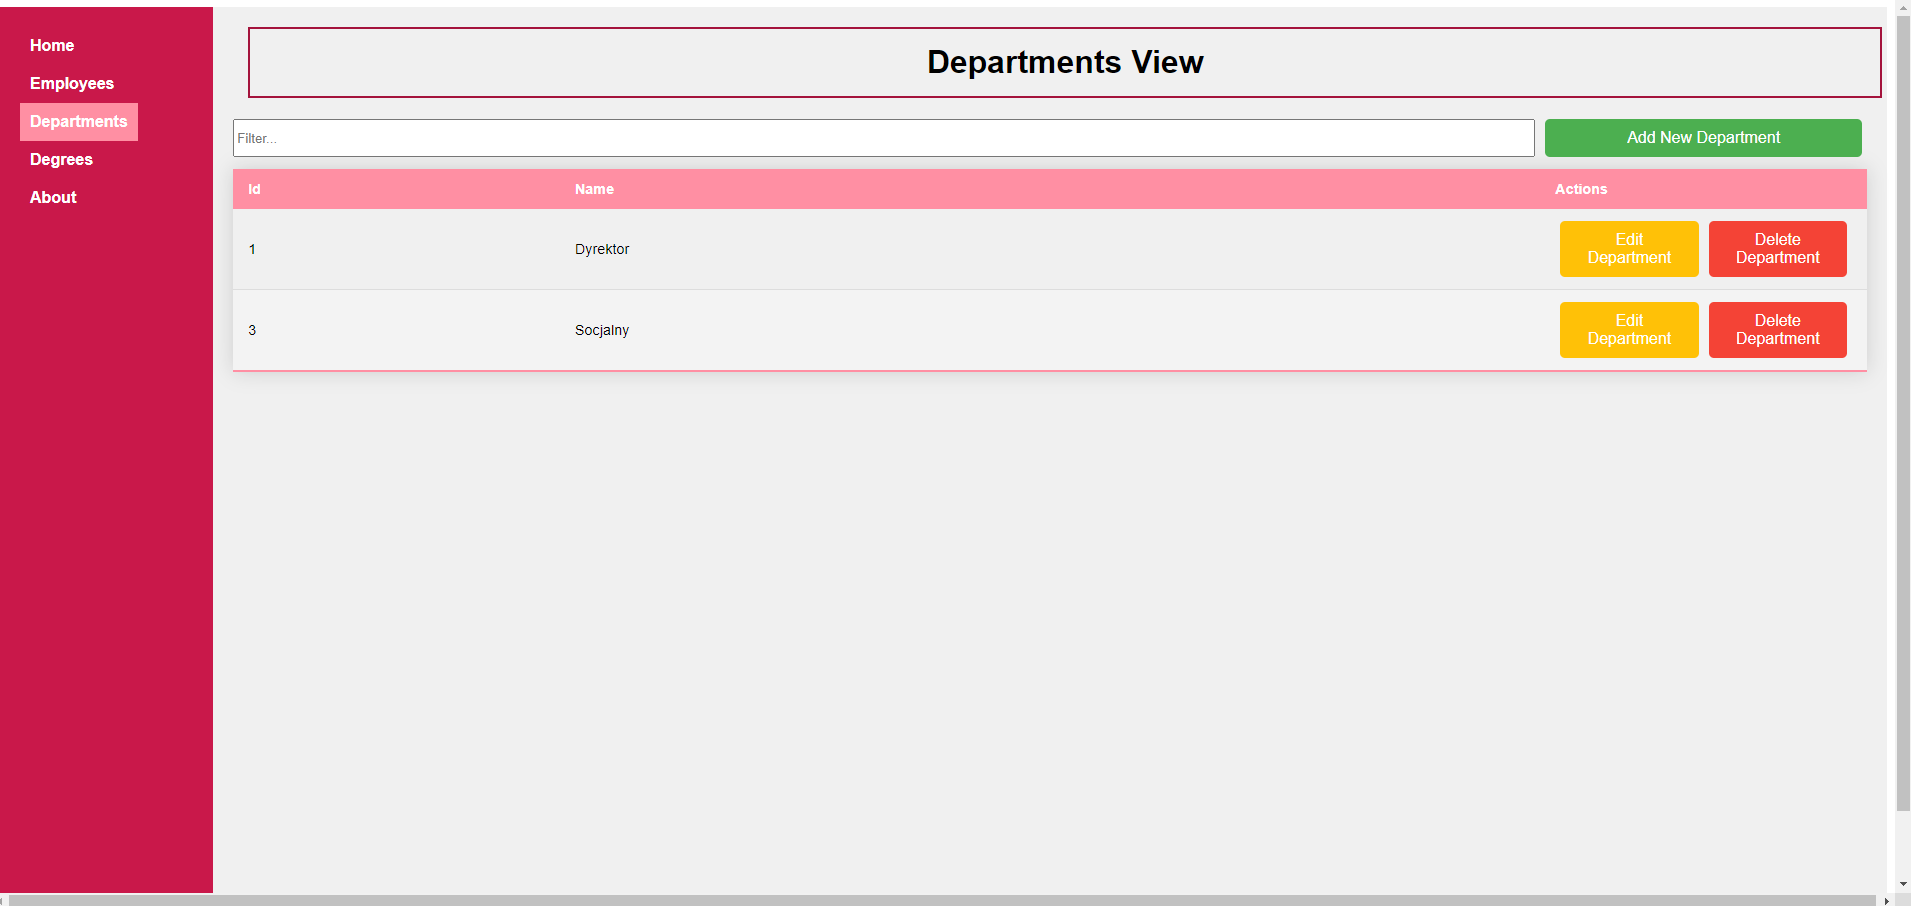 Home
Employees
Departments
Degrees
About
Departments View
Filter...
Add New Department
Id Name Actions
1 Dyrektor
Edit
Department
Delete
Department
3 Socjalny
Edit
Department
Delete
Department